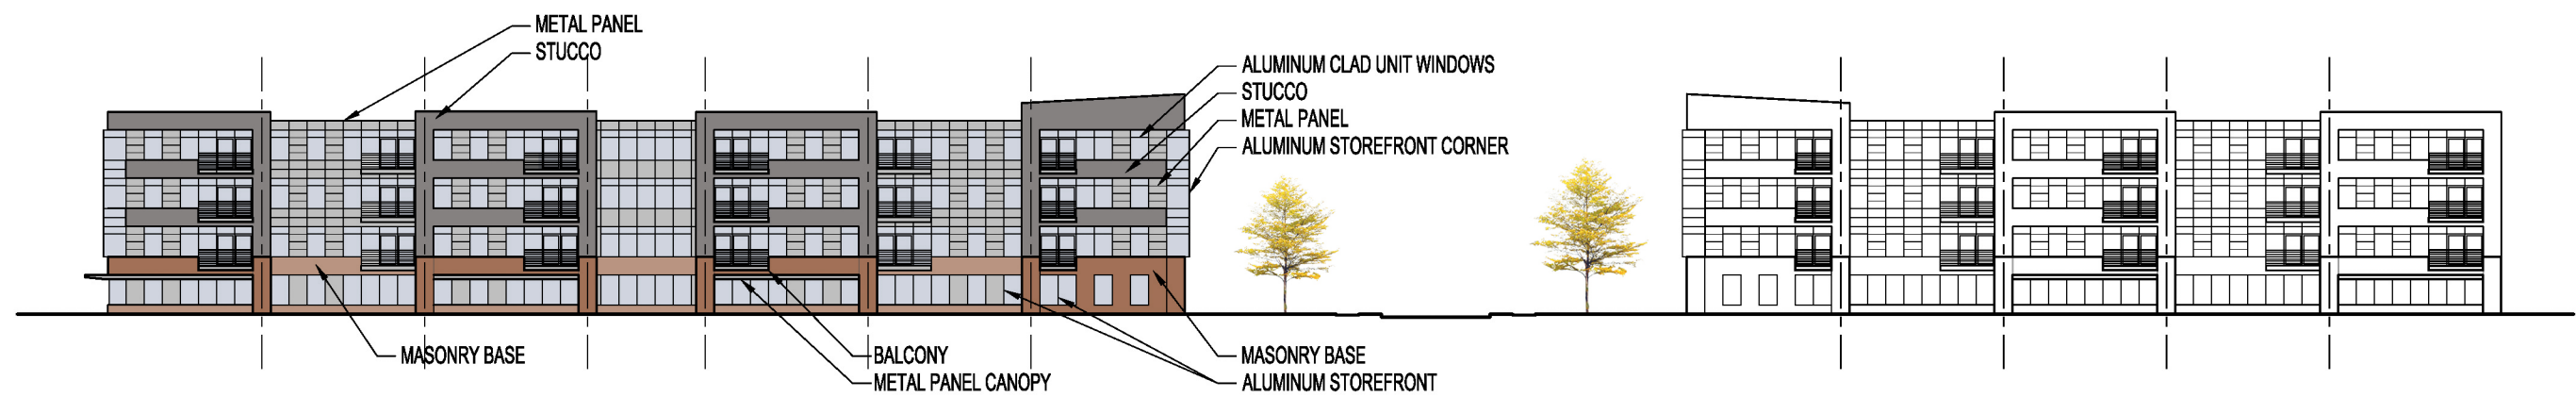 METAL PANEL
STUCCO
ALUMINUM CLAD UNIT WINDOWS
STUCCO
METAL PANEL
ALUMINUM STOREFRONT CORNER
MASONRY BASE
BALCONY
METAL PANEL CANOPY
MASONRY BASE
ALUMINUM STOREFRONT